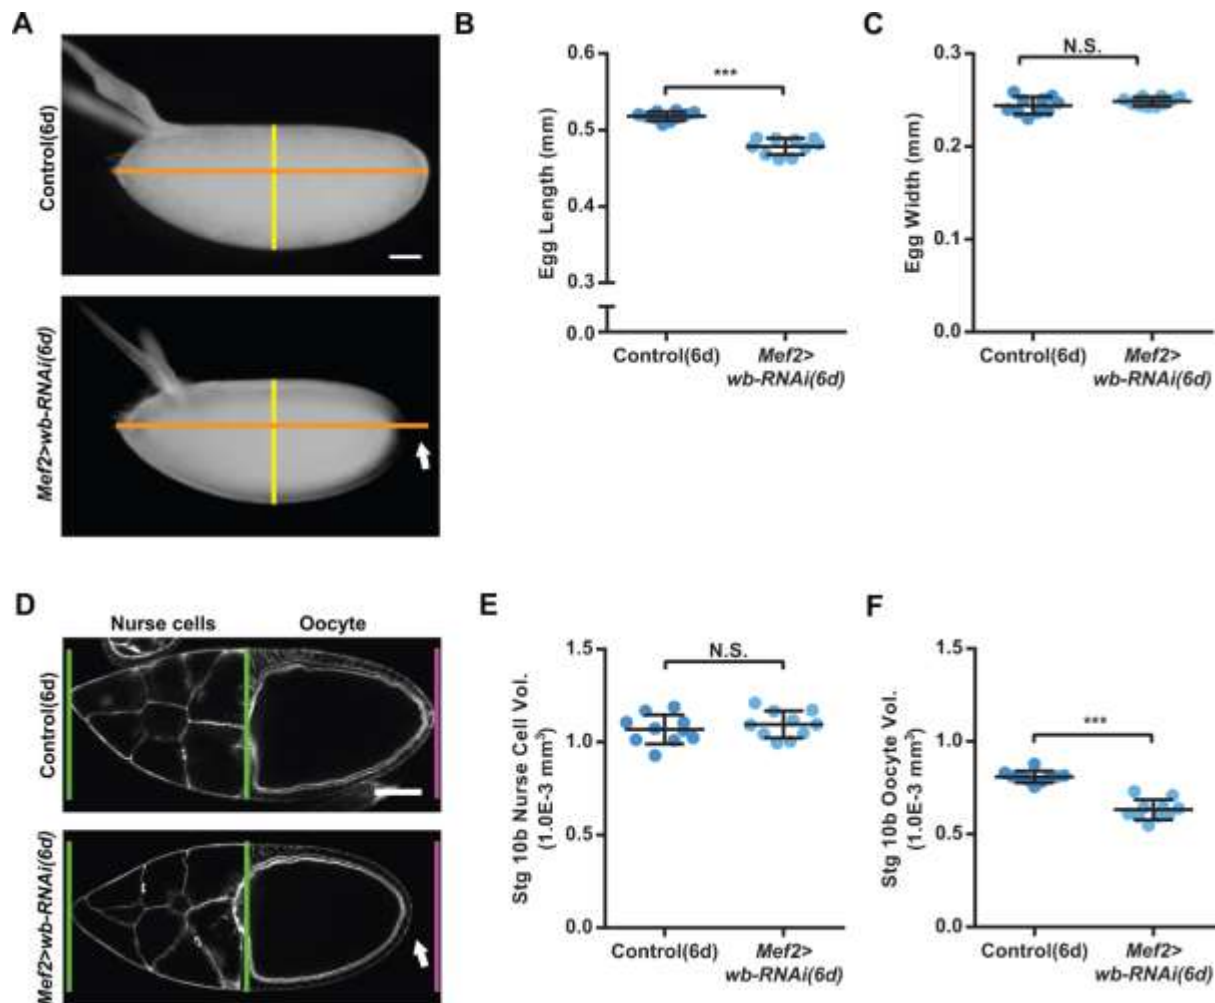 A
Control(6d)
Mef2>wb-RNAi(6d)
B
0.6
0.5
0.4
0.3
0.0
Egg Length (mm)
***
Control(6d)
Mef2>
wb-RNAi(6d)
C
0.3
0.2
0.1
0.0
Egg Width (mm)
N.S.
Control(6d)
Mef2>
wb-RNAi(6d)
D
Nurse cells
Oocyte
Control(6d)
Mef2>wb-RNAi(6d)
E
1.5
1.0
0.5
0.0
Stg 10b Nurse Cell Vol.
(1.0E-3 mm³)
N.S.
Control(6d)
Mef2>
wb-RNAi(6d)
F
1.5
1.0
0.5
0.0
Stg 10b Oocyte Vol.
(1.0E-3 mm³)
***
Control(6d)
Mef2>
wb-RNAi(6d)